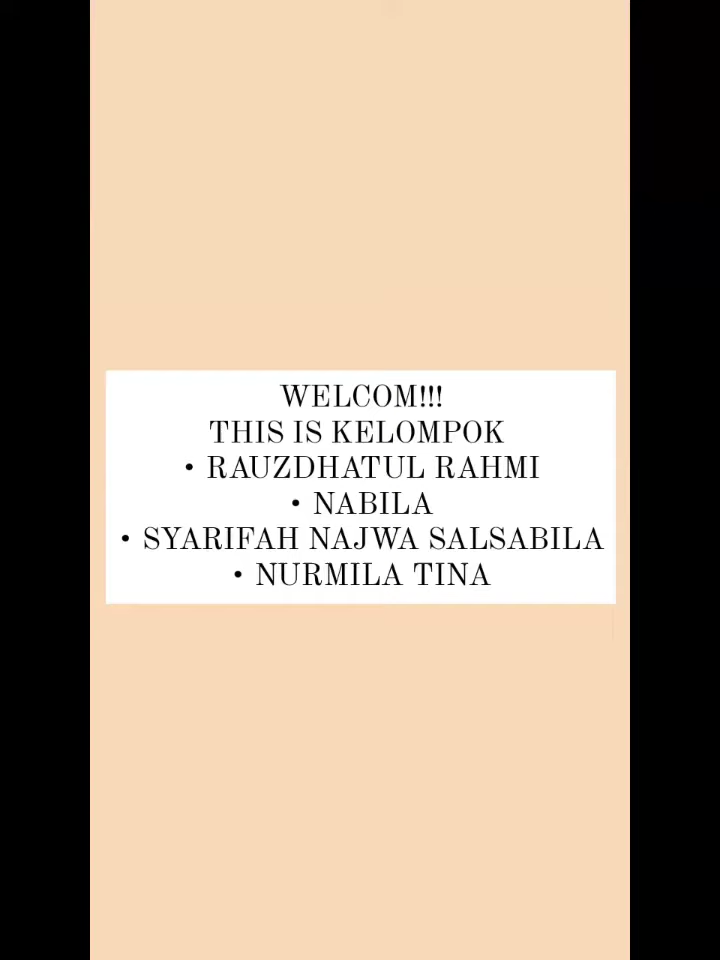 WELCOM!!!
THIS IS KELOMPOK
• RAUZDHATUL RAHMI
• NABILA
• SYARIFAH NAJWA SALSABILA
• NURMILA TINA